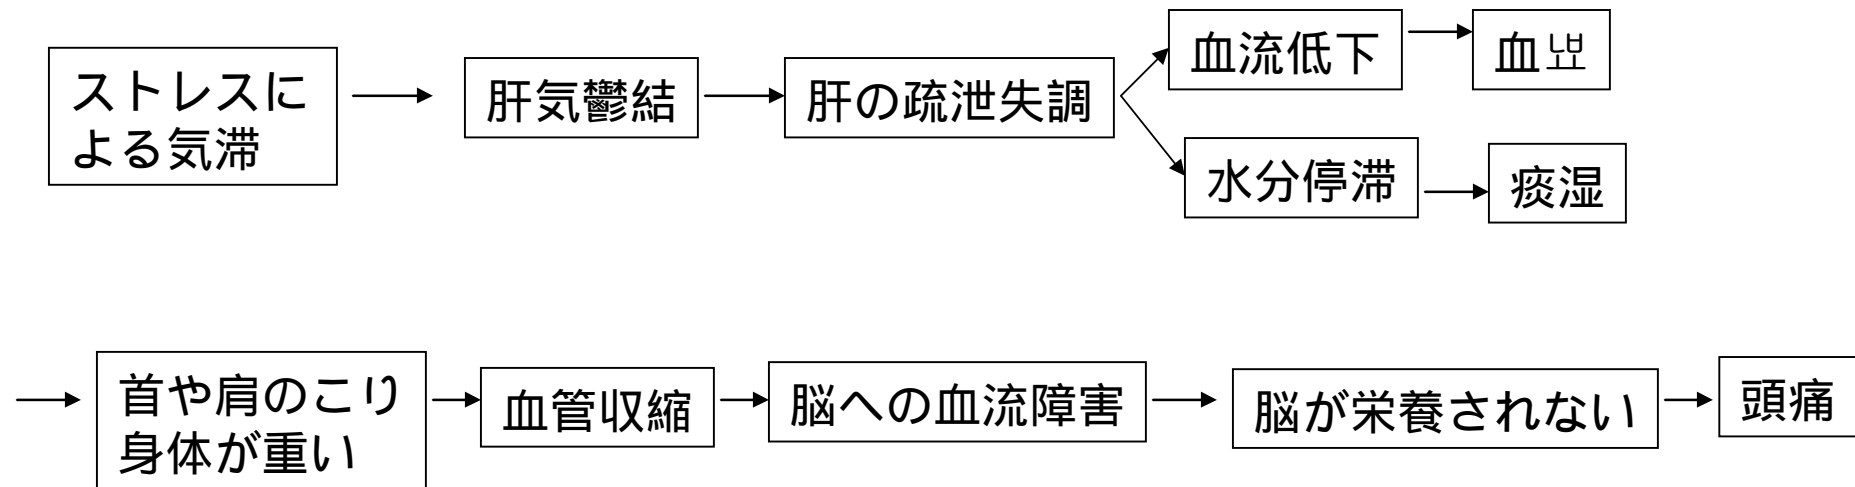 ストレスに
よる気滞
肝気鬱結
肝の疏泄失調
血流低下
血
水分停滞
痰湿
首や肩のこり
身体が重い
血管収縮
脳への血流障害
脳が栄養されない
頭痛